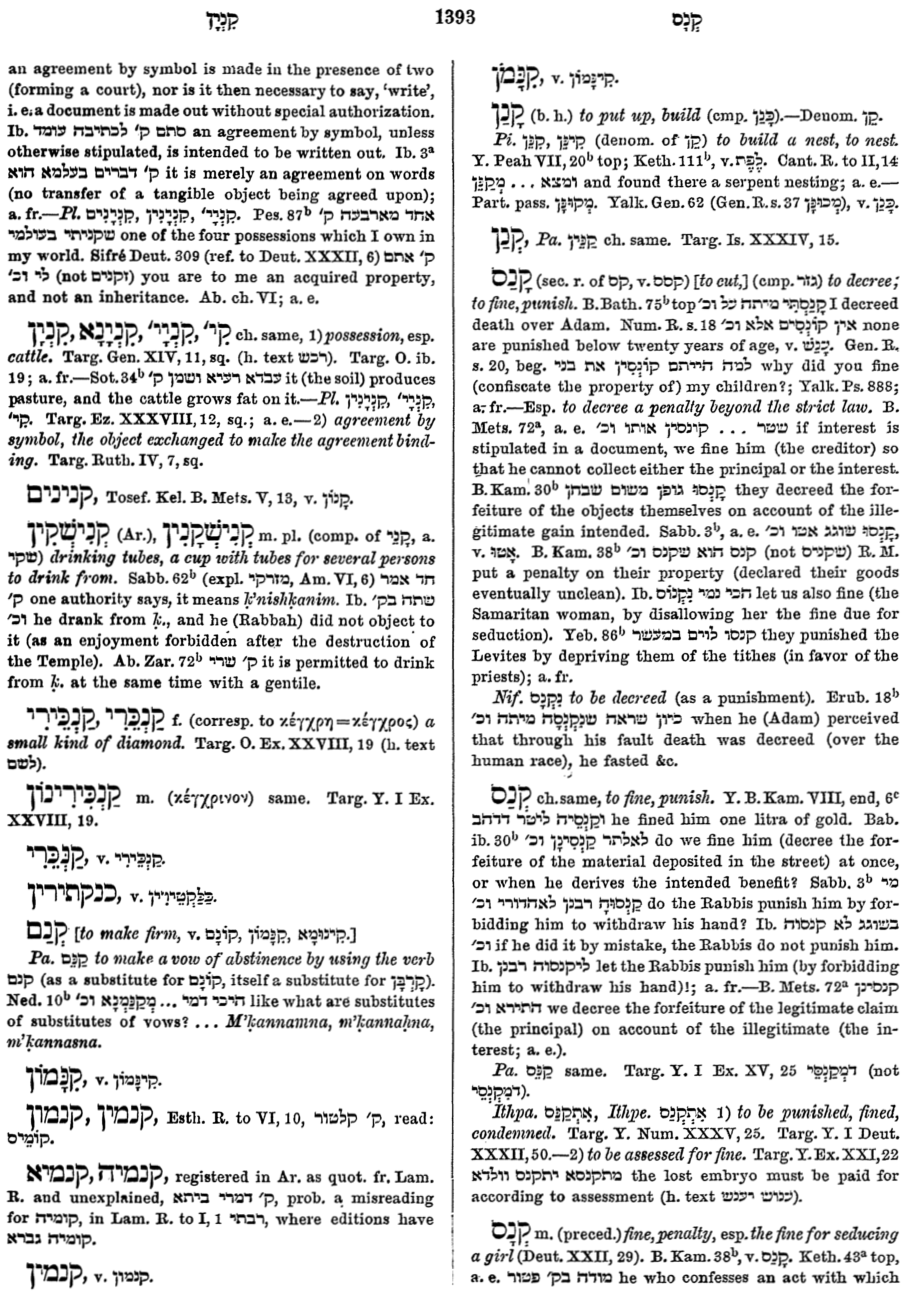 קִנְיָן 1393 קְנָס
an agreement by symbol is made in the presence of two
(forming a court), nor is it then necessary to say, ‘write’,
i. e. a document is made out without special authorization.
Ib. סתם ק׳ לכתיבה עומד an agreement by symbol, unless
otherwise stipulated, is intended to be written out. Ib. 3ᵃ
ק׳ דברים בעלמא הוא it is merely an agreement on words
(no transfer of a tangible object being agreed upon);
a. fr.—Pl. קִנְיָנִים, קִנְיָנִין, קִנְיָי׳. Pes. 87ᵇ אחד מארבעה ק׳
שקניתי בעולמי one of the four possessions which I own in
my world. Sifré Deut. 309 (ref. to Deut. XXXII, 6) ק׳ אתם
לי וכ׳ (not זקנים) you are to me an acquired property,
and not an inheritance. Ab. ch. VI; a. e.
קִנְיָן, קִנְיָנָא, קִנְיָי׳, קִי׳ ch. same, 1) possession, esp.
cattle. Targ. Gen. XIV, 11, sq. (h. text רכש). Targ. O. ib.
19; a. fr.—Sot. 34ᵇ עבדא רעיא ושמן ק׳ it (the soil) produces
pasture, and the cattle grows fat on it.—Pl. קִנְיָנִין, קִנְיָי׳,
קִי׳. Targ. Ez. XXXVIII, 12, sq.; a. e.—2) agreement by
symbol, the object exchanged to make the agreement bind-
ing. Targ. Ruth. IV, 7, sq.
קנינים, Tosef. Kel. B. Mets. V, 13, v. קָנוֹן.
קְנִישְׁקִין (Ar.), קְנִישְׁקָנִין m. pl. (comp. of קְנֵי, a.
שקי) drinking tubes, a cup with tubes for several persons
to drink from. Sabb. 62ᵇ (expl. מזרקי, Am. VI, 6) חד אמר
ק׳ one authority says, it means ḳ’nishḳanim. Ib. שתה בק׳
וכ׳ he drank from ḳ., and he (Rabbah) did not object to
it (as an enjoyment forbidden after the destruction of
the Temple). Ab. Zar. 72ᵇ ק׳ שרי it is permitted to drink
from ḳ. at the same time with a gentile.
קַנְכְּרִי, קַנְכֵּירִי f. (corresp. to κέγχρη=κέγχρος) a
small kind of diamond. Targ. O. Ex. XXVIII, 19 (h. text
לשם).
קַנְכִּירִינוֹן m. (κέγχρινον) same. Targ. Y. I Ex.
XXVIII, 19.
קַנְכְּרִי, v. קַנְכֵּירִי.
כנקתירין, v. כַּלָּקְטֵירִין.
קְנַם [to make firm, v. קוֹנָם, קִנָּמוֹן, קִינוּמָא.]
Pa. קַנֵּם to make a vow of abstinence by using the verb
קנם (as a substitute for קוֹנָם, itself a substitute for קָרְבָּן).
Ned. 10ᵇ היכי דמי ... מְקַנַּמְנָא וכ׳ like what are substitutes
of substitutes of vows? ... M’ḳannamna, m’ḳannaḥna,
m’ḳannasna.
קִנָּמוֹן, v. קִינָּמוֹן.
קנמין, קנמון, Esth. R. to VI, 10, ק׳ קלטור, read:
קוֹמֵיס.
קנמיה, קנמיא, registered in Ar. as quot. fr. Lam.
R. and unexplained, ק׳ דמרי ביתא, prob. a misreading
for קומיה, in Lam. R. to I, 1 רבתי, where editions have
קומיה גברא.
קנמין, v. קנמון.
קִנָּמֹן, v. קִינָּמוֹן.
קָנַן (b. h.) to put up, build (cmp. כָּנַן).—Denom. קֵן.
Pi. קִנֵּן, קִינֵּן (denom. of קֵן) to build a nest, to nest.
Y. Peah VII, 20ᵇ top; Keth. 111ᵇ, v. לֶפֶת. Cant. R. to II, 14
ומצא ... מְקַנֵּן and found there a serpent nesting; a. e.—
Part. pass. מְקוּנָּן. Yalk. Gen. 62 (Gen. R. s. 37 מְכוּנָּן), v. כָּנַן.
קְנַן, Pa. קַנֵּין ch. same. Targ. Is. XXXIV, 15.
קָנַס (sec. r. of קס, v. קסס) [to cut,] (cmp. גזר) to decree;
to fine, punish. B. Bath. 75ᵇ top קָנַסְתִּי מיתה על וכ׳ I decreed
death over Adam. Num. R. s. 18 אין קוֹנְסִים אלא וכ׳ none
are punished below twenty years of age, v. כָּנַשׁ. Gen. R.
s. 20, beg. למה הייתם קוֹנְסִין את בני why did you fine
(confiscate the property of) my children?; Yalk. Ps. 888;
a. fr.—Esp. to decree a penalty beyond the strict law. B.
Mets. 72ᵃ, a. e. שטר ... קונסין אותו וכ׳ if interest is
stipulated in a document, we fine him (the creditor) so
that he cannot collect either the principal or the interest.
B. Kam. 30ᵇ קָנְסוּ גופן משום שבחן they decreed the for-
feiture of the objects themselves on account of the ille-
gitimate gain intended. Sabb. 3ᵇ, a. e. קָנְסוּ שוגג אטו וכ׳,
v. אָטוּ. B. Kam. 38ᵇ קנס הוא שקנס וכ׳ (not שקנים) R. M.
put a penalty on their property (declared their goods
eventually unclean). Ib. הכי נמי נִקְנוֹס let us also fine (the
Samaritan woman, by disallowing her the fine due for
seduction). Yeb. 86ᵇ קנסו לוים במעשר they punished the
Levites by depriving them of the tithes (in favor of the
priests); a. fr.
Nif. נִקְנָס to be decreed (as a punishment). Erub. 18ᵇ
כיון שראה שנִקְנְסָה מיתה וכ׳ when he (Adam) perceived
that through his fault death was decreed (over the
human race), he fasted &c.
קְנַס ch. same, to fine, punish. Y. B. Kam. VIII, end, 6ᶜ
וקַנְסֵיה ליטר דדהב he fined him one litra of gold. Bab.
ib. 30ᵇ לאלתר קָנְסִינָן וכ׳ do we fine him (decree the for-
feiture of the material deposited in the street) at once,
or when he derives the intended benefit? Sabb. 3ᵇ מי
קַנְסוּהּ רבנן לאהדורי וכ׳ do the Rabbis punish him by for-
bidding him to withdraw his hand? Ib. בשוגג לא קנסוה
וכ׳ if he did it by mistake, the Rabbis do not punish him.
Ib. ליקנסוה רבנן let the Rabbis punish him (by forbidding
him to withdraw his hand)!; a. fr.—B. Mets. 72ᵃ קנסינן
התירא וכ׳ we decree the forfeiture of the legitimate claim
(the principal) on account of the illegitimate (the in-
terest; a. e.).
Pa. קַנֵּס same. Targ. Y. I Ex. XV, 25 דִמְקַנְּסֵי (not
דִמְקַנְסֵי).
Ithpa. אִתְקַנַּס, Ithpe. אִתְקְנַס 1) to be punished, fined,
condemned. Targ. Y. Num. XXXV, 25. Targ. Y. I Deut.
XXXII, 50.—2) to be assessed for fine. Targ. Y. Ex. XXI, 22
מתקנסא יתקנס וולדא the lost embryo must be paid for
according to assessment (h. text ענוש יענש).
קְנָס m. (preced.) fine, penalty, esp. the fine for seducing
a girl (Deut. XXII, 29). B. Kam. 38ᵇ, v. קָנַס. Keth. 43ᵃ top,
a. e. מודה בק׳ פטור he who confesses an act with which